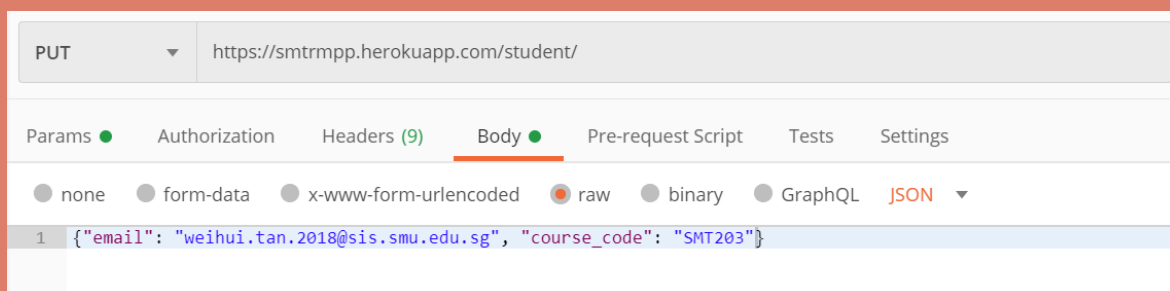 PUT https://smtrmpp.herokuapp.com/student/
Params Authorization Headers (9) Body Pre-request Script Tests Settings
none form-data x-www-form-urlencoded raw binary GraphQL JSON
1 {"email": "weihui.tan.2018@sis.smu.edu.sg", "course_code": "SMT203"}